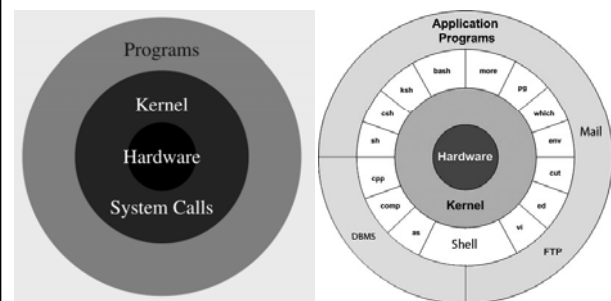 Programs
Kernel
Hardware
System Calls
Application
Programs
bash
more
ksh
pg
csh
which
sh
env
Mail
Hardware
cpp
cut
comp
Kernel
ed
as
Shell
vi
DBMS
FTP